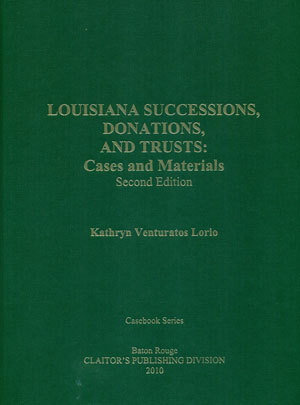 LOUISIANA SUCCESSIONS,
DONATIONS,
AND TRUSTS:
Cases and Materials
Second Edition
Kathryn Venturatos Lorio
Casebook Series
Baton Rouge
CLAITOR'S PUBLISHING DIVISION
2010